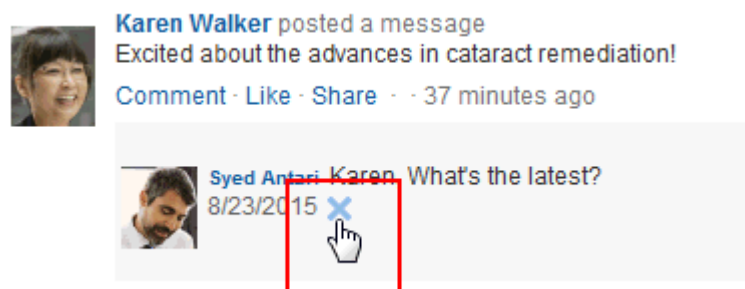 Karen Walker posted a message
Excited about the advances in cataract remediation!
Comment · Like · Share · · 37 minutes ago
Syed Antari Karen, What's the latest?
8/23/2015